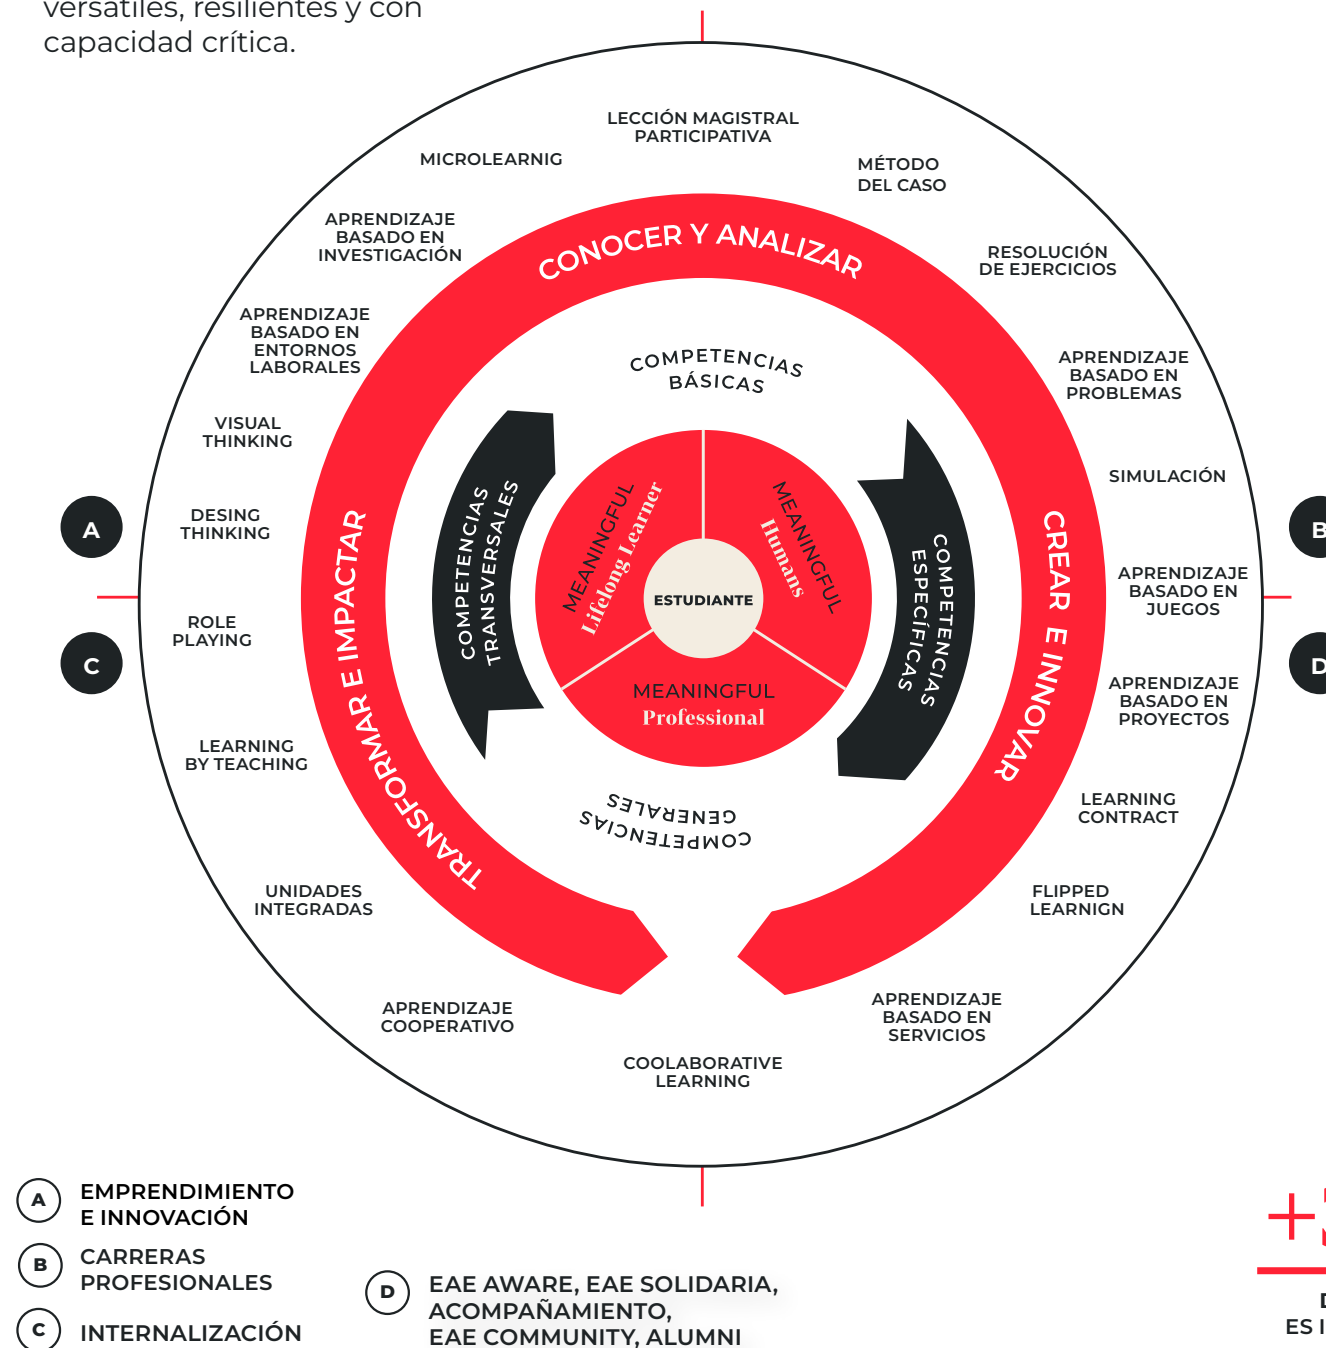 versátiles, resilientes y con
capacidad crítica.
LECCIÓN MAGISTRAL
PARTICIPATIVA
MICROLEARNIG
MÉTODO
DEL CASO
APRENDIZAJE
BASADO EN
INVESTIGACIÓN
RESOLUCIÓN
DE EJERCICIOS
APRENDIZAJE
BASADO EN
ENTORNOS
LABORALES
APRENDIZAJE
BASADO EN
PROBLEMAS
VISUAL
THINKING
SIMULACIÓN
DESING
THINKING
APRENDIZAJE
BASADO EN
JUEGOS
ROLE
PLAYING
APRENDIZAJE
BASADO EN
PROYECTOS
LEARNING
BY TEACHING
LEARNING
CONTRACT
UNIDADES
INTEGRADAS
FLIPPED
LEARNIGN
APRENDIZAJE
COOPERATIVO
APRENDIZAJE
BASADO EN
SERVICIOS
COOLABORATIVE
LEARNING
CONOCER Y ANALIZAR
CREAR E INNOVAR
TRANSFORMAR E IMPACTAR
COMPETENCIAS
BÁSICAS
COMPETENCIAS
TRANSVERSALES
COMPETENCIAS
ESPECÍFICAS
COMPETENCIAS
GENERALES
MEANINGFUL
Lifelong Learner
MEANINGFUL
Humans
ESTUDIANTE
MEANINGFUL
Professional
A
B
C
D
A
EMPRENDIMIENTO
E INNOVACIÓN
B
CARRERAS
PROFESIONALES
C
INTERNALIZACIÓN
D
EAE AWARE, EAE SOLIDARIA,
ACOMPAÑAMIENTO,
EAE COMMUNITY, ALUMNI
+
ES